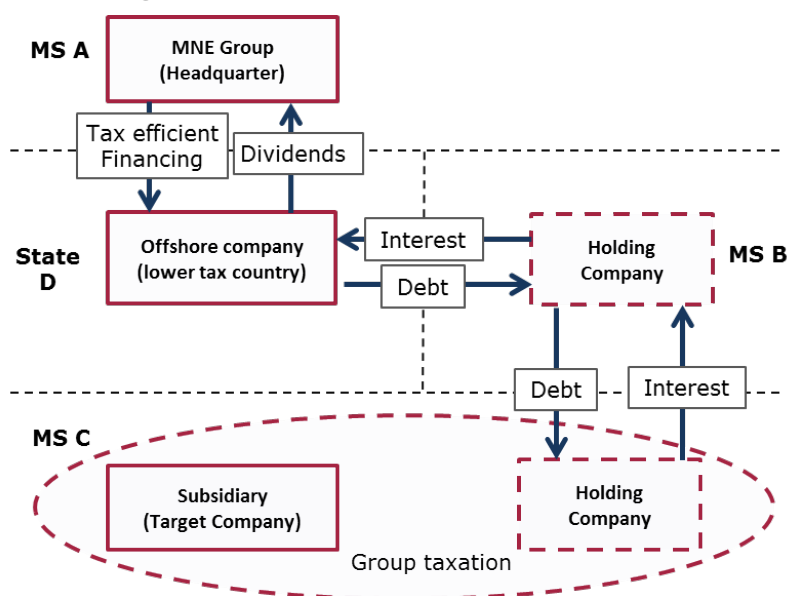 MS A
MNE Group
(Headquarter)
Tax efficient
Financing
Dividends
State
D
Offshore company
(lower tax country)
Interest
Debt
Holding
Company
MS B
Debt
Interest
MS C
Subsidiary
(Target Company)
Holding
Company
Group taxation